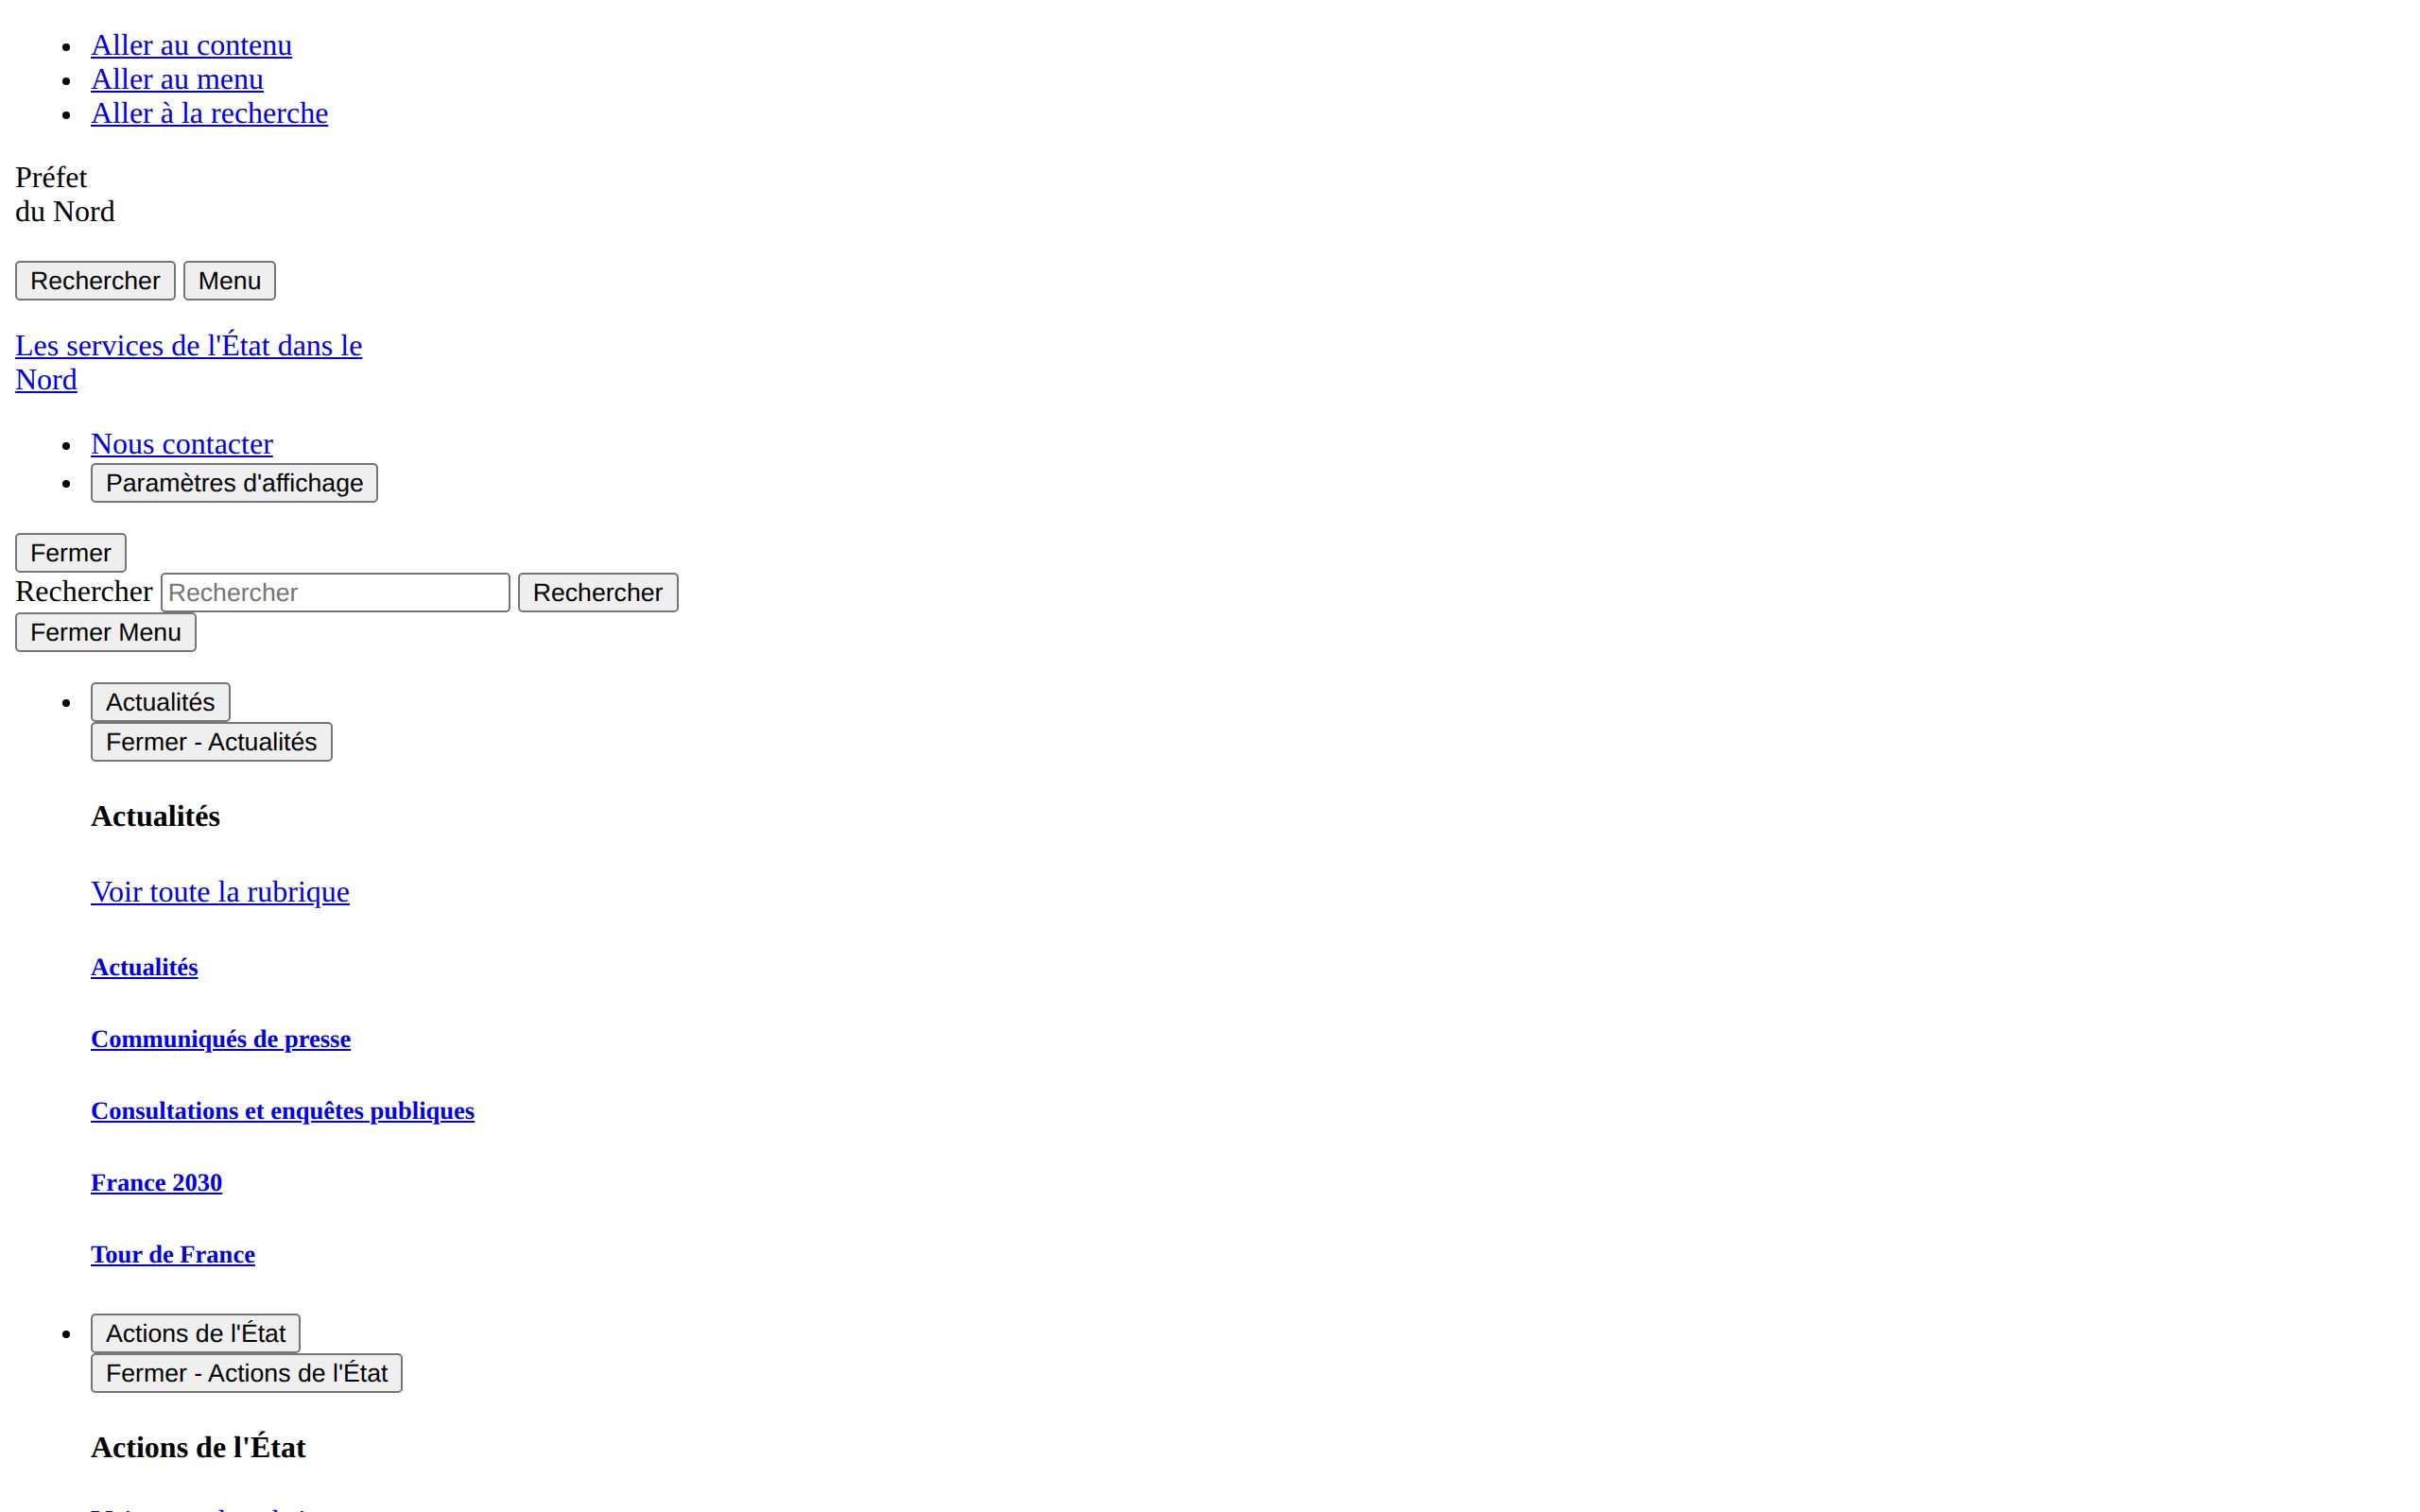 Aller au contenu
Aller au menu
Aller à la recherche
Préfet
du Nord
Rechercher Menu
Les services de l'État dans le
Nord
Nous contacter
Paramètres d'affichage
Fermer
Rechercher Rechercher Rechercher
Fermer Menu
Actualités
Fermer - Actualités
Actualités
Voir toute la rubrique
Actualités
Communiqués de presse
Consultations et enquêtes publiques
France 2030
Tour de France
Actions de l'État
Fermer - Actions de l'État
Actions de l'État